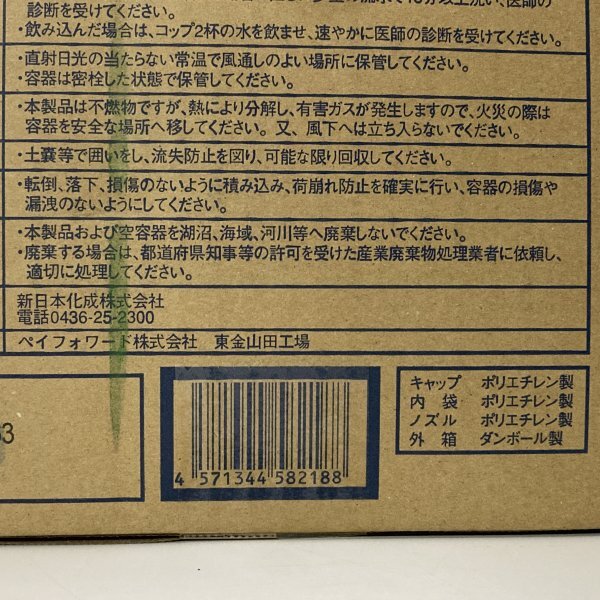 診断を受けてください。
・飲み込んだ場合は、コップ2杯の水を飲ませ、速やかに医師の診断を受けてください。
・直射日光の当たらない常温で風通しのよい場所に保管してください。
・容器は密栓した状態で保管してください。
・本製品は不燃物ですが、熱により分解し、有害ガスが発生しますので、火災の際は
容器を安全な場所へ移してください。又、風下へは立ち入らないでください。
・土嚢等で囲いをし、流失防止を図り、可能な限り回収してください。
・転倒、落下、損傷のないように積み込み、荷崩れ防止を確実に行い、容器の損傷や
漏洩のないようにしてください。
・本製品および空容器を湖沼、海域、河川等へ廃棄しないでください。
・廃棄する場合は、都道府県知事等の許可を受けた産業廃棄物処理業者に依頼し、
適切に処理してください。
新日本化成株式会社
電話0436-25-2300
ペイフォワード株式会社 東金山田工場
キャップ ポリエチレン製
内袋 ポリエチレン製
ノズル ポリエチレン製
外箱 ダンボール製
3
4 571344 582188